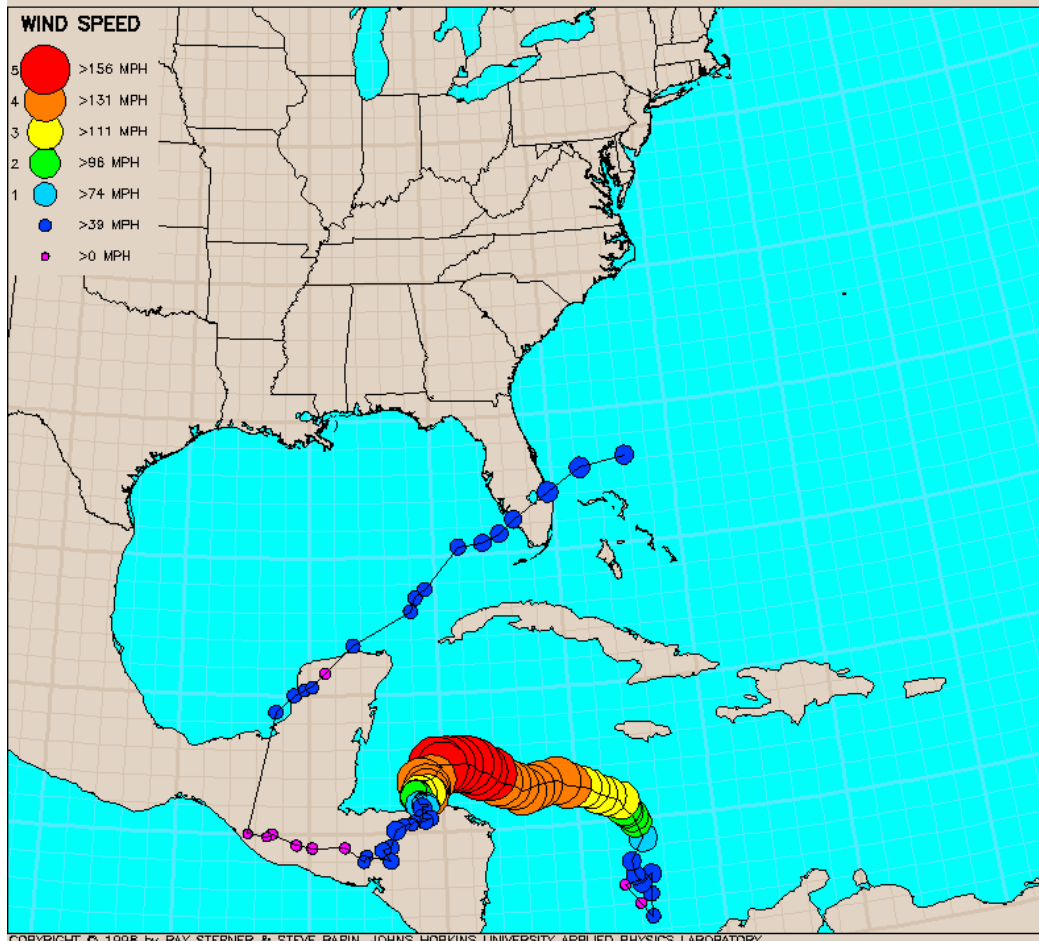 WIND SPEED
5 >156 MPH
4 >131 MPH
3 >111 MPH
2 >96 MPH
1 >74 MPH
>39 MPH
>0 MPH
COPYRIGHT © 1998 by RAY STERNER & STEVE BABIN, JOHNS HOPKINS UNIVERSITY APPLIED PHYSICS LABORATORY